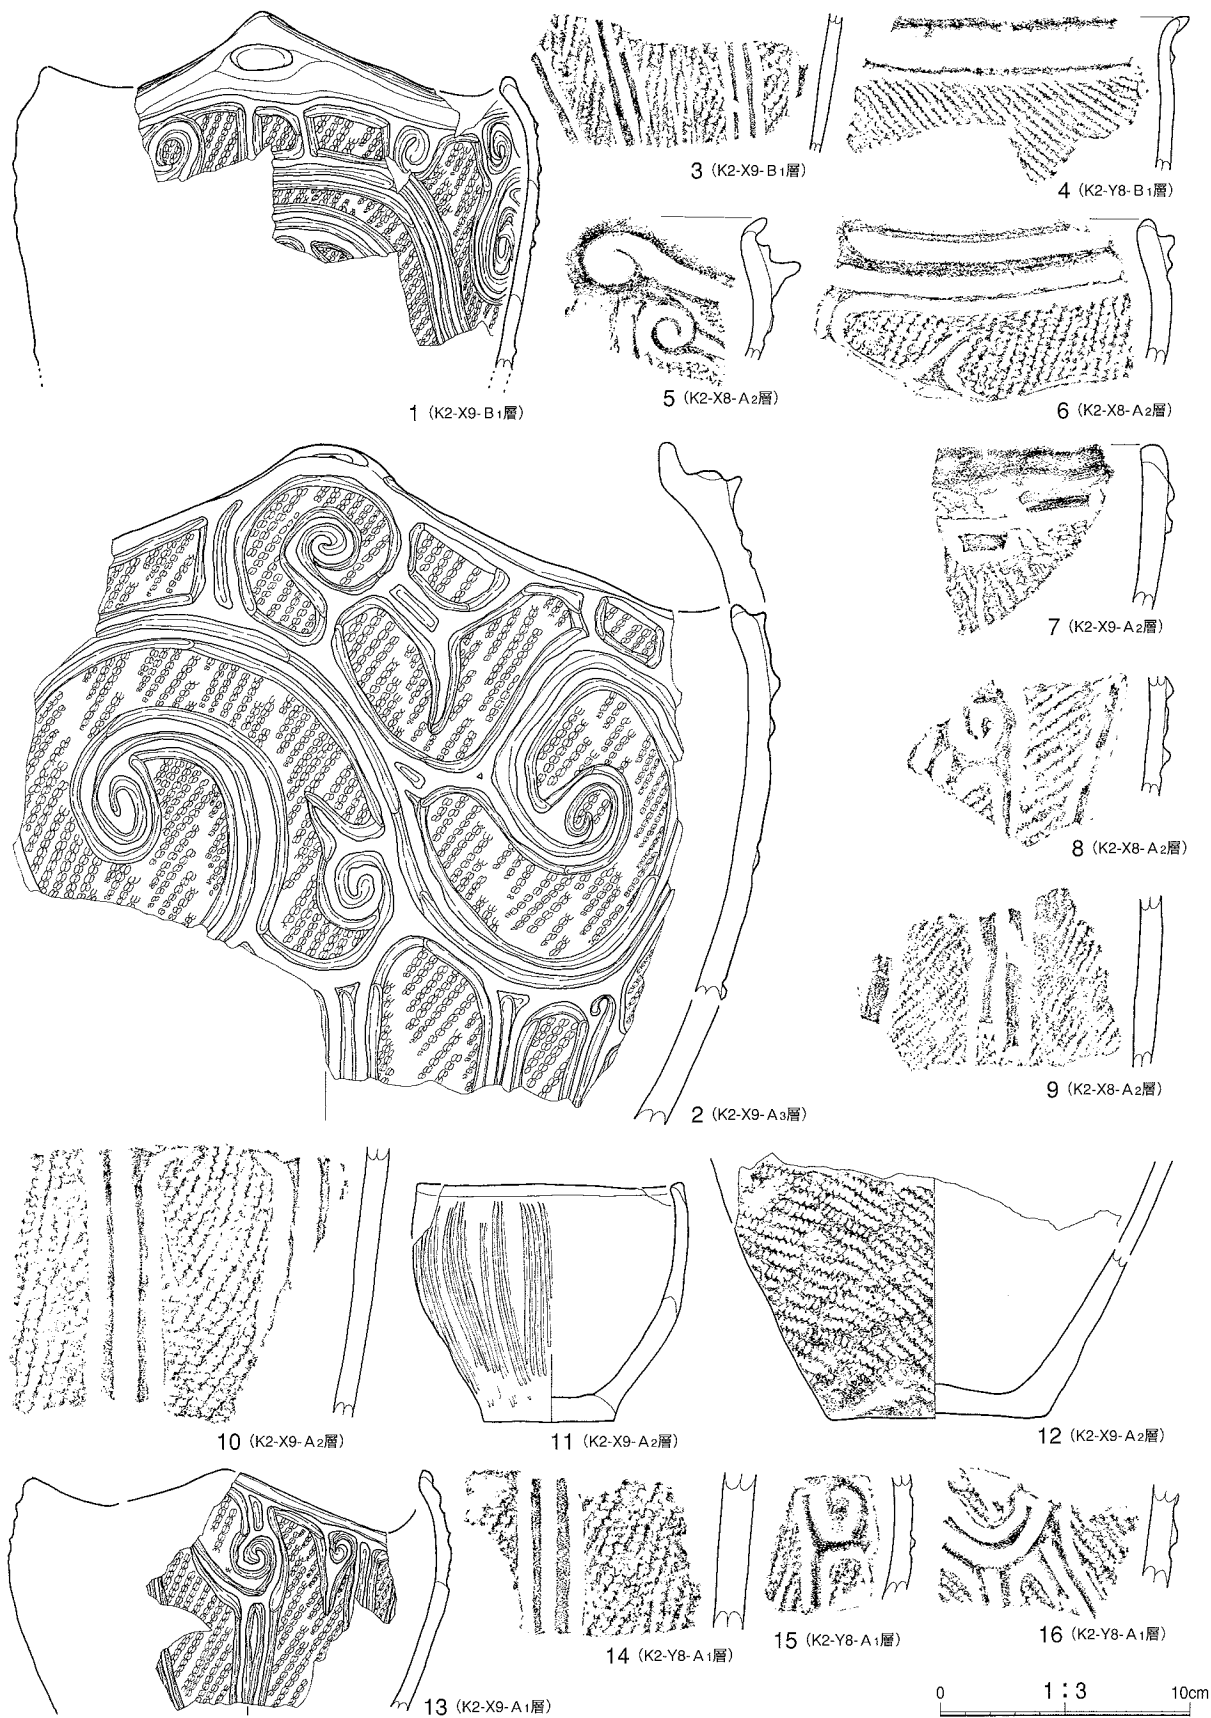 3 (K2-X9-B1層)
4 (K2-Y8-B1層)
1 (K2-X9-B1層)
5 (K2-X8-A2層)
6 (K2-X8-A2層)
7 (K2-X9-A2層)
8 (K2-X8-A2層)
9 (K2-X8-A2層)
2 (K2-X9-A3層)
10 (K2-X9-A2層)
11 (K2-X9-A2層)
12 (K2-X9-A2層)
13 (K2-X9-A1層)
14 (K2-Y8-A1層)
15 (K2-Y8-A1層)
16 (K2-Y8-A1層)
0 1:3 10cm